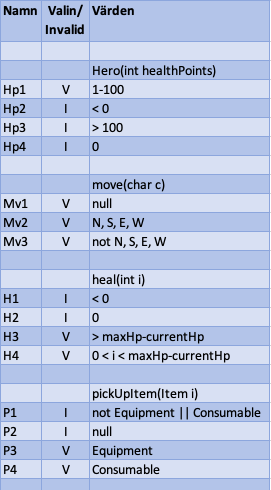 Namn Valin/ Invalid Värden
Hero(int healthPoints)
Hp1 V 1-100
Hp2 I < 0
Hp3 I > 100
Hp4 I 0
move(char c)
Mv1 V null
Mv2 V N, S, E, W
Mv3 V not N, S, E, W
heal(int i)
H1 I < 0
H2 I 0
H3 V > maxHp-currentHp
H4 V 0 < i < maxHp-currentHp
pickUpItem(Item i)
P1 I not Equipment || Consumable
P2 I null
P3 V Equipment
P4 V Consumable